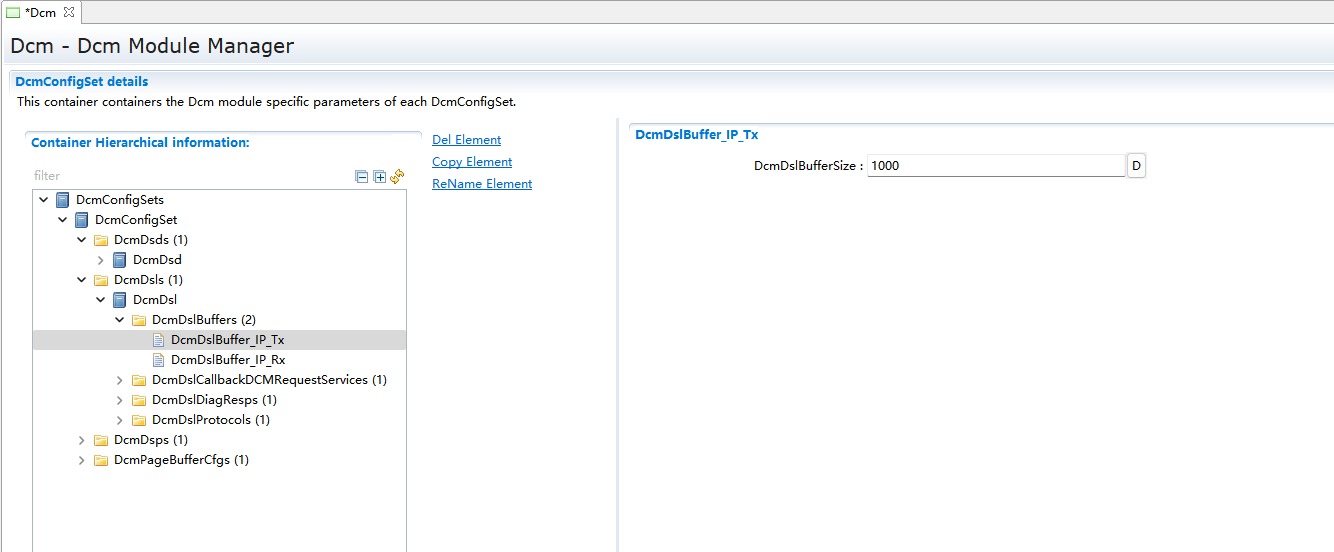 *Dcm
Dcm - Dcm Module Manager
DcmConfigSet details
This container containers the Dcm module specific parameters of each DcmConfigSet.
Container Hierarchical information:
filter
DcmConfigSets
DcmConfigSet
DcmDsds (1)
DcmDsd
DcmDsls (1)
DcmDsl
DcmDslBuffers (2)
DcmDslBuffer_IP_Tx
DcmDslBuffer_IP_Rx
DcmDslCallbackDCMRequestServices (1)
DcmDslDiagResps (1)
DcmDslProtocols (1)
DcmDsps (1)
DcmPageBufferCfgs (1)
Del Element
Copy Element
ReName Element
DcmDslBuffer_IP_Tx
DcmDslBufferSize : 1000 D